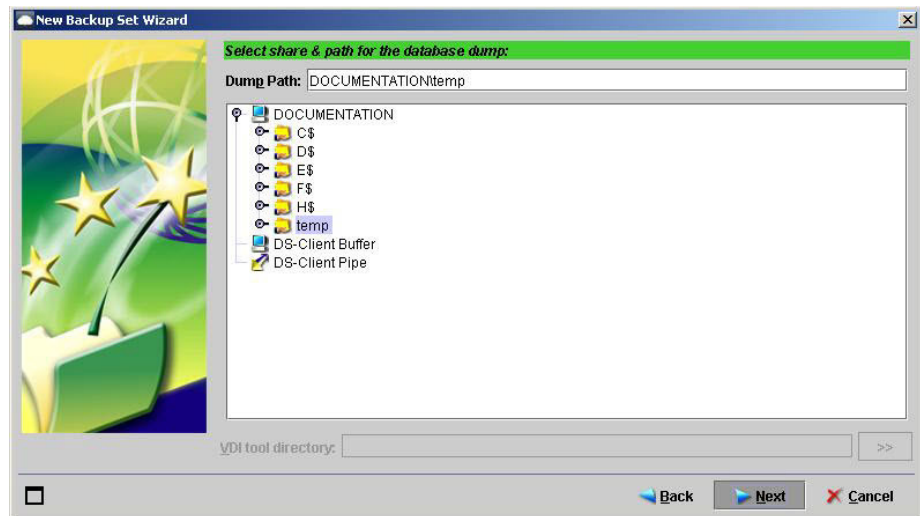 New Backup Set Wizard
Select share & path for the database dump:
Dump Path: DOCUMENTATION\temp
DOCUMENTATION
C$
D$
E$
F$
H$
temp
DS-Client Buffer
DS-Client Pipe
VDI tool directory: >>
Back Next Cancel